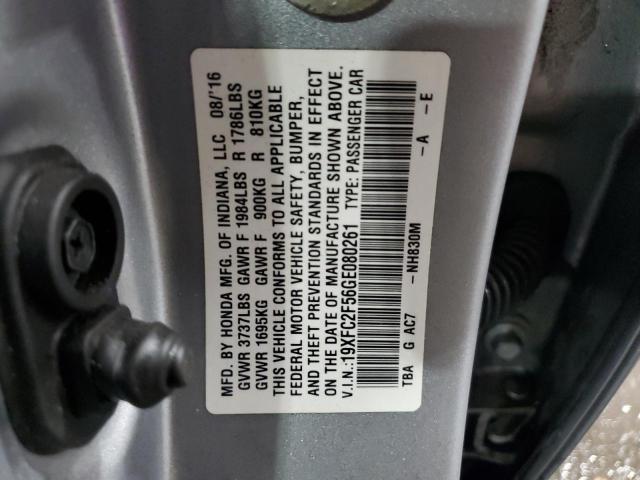 MFD. BY HONDA MFG. OF INDIANA, LLC 08/'16
GVWR 3737LBS GAWR F 1984LBS R 1786LBS
GVWR 1695KG GAWR F 900KG R 810KG
THIS VEHICLE CONFORMS TO ALL APPLICABLE
FEDERAL MOTOR VEHICLE SAFETY, BUMPER,
AND THEFT PREVENTION STANDARDS IN EFFECT
ON THE DATE OF MANUFACTURE SHOWN ABOVE.
V.I.N.:19XFC2F56GE080261 TYPE: PASSENGER CAR
TBA G AC7 -NH830M -A -E